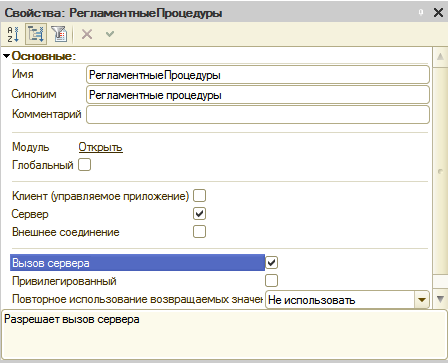 Свойства: РегламентныеПроцедуры
Основные:
Имя РегламентныеПроцедуры
Синоним Регламентные процедуры
Комментарий
Модуль Открыть
Глобальный
Клиент (управляемое приложение)
Сервер
Внешнее соединение
Вызов сервера
Привилегированный
Повторное использование возвращаемых значен Не использовать
Разрешает вызов сервера